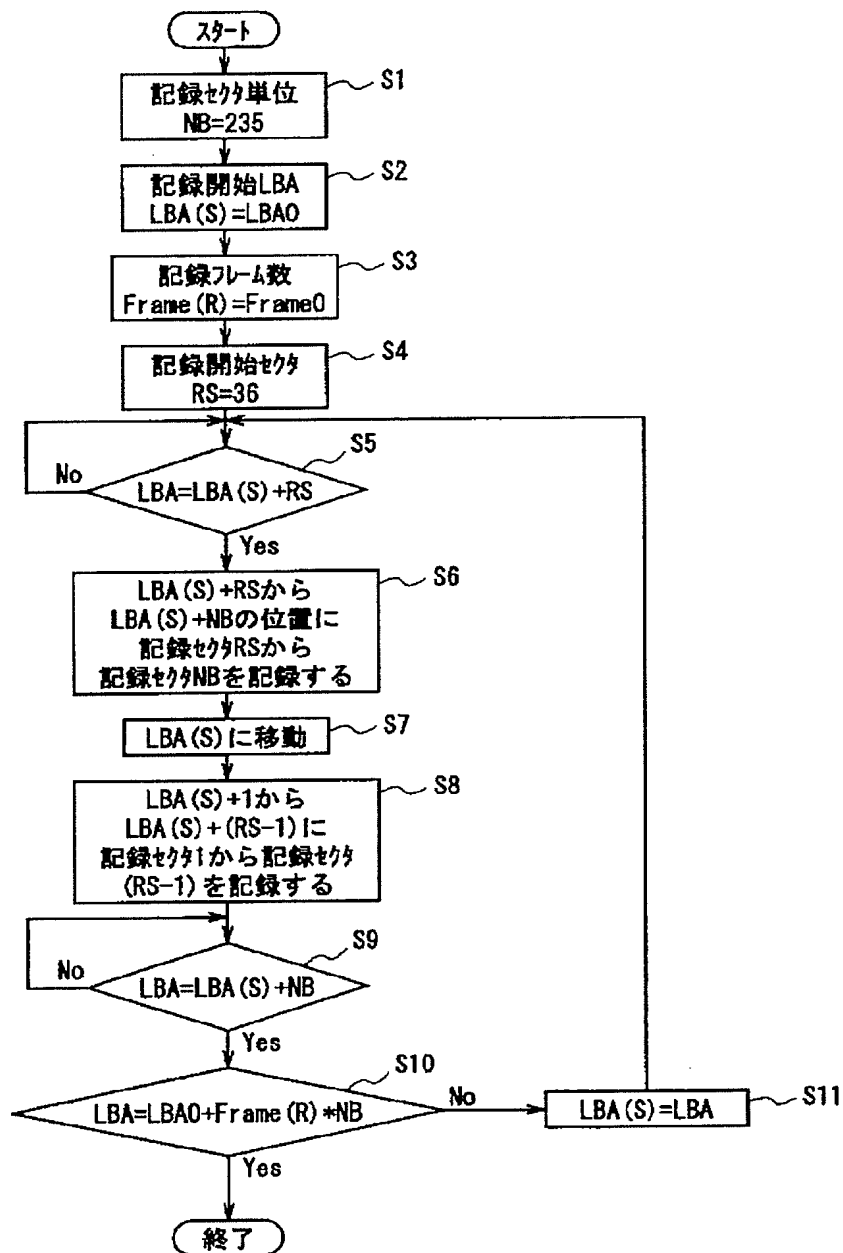 スタート
記録セクタ単位
NB=235
S1
記録開始LBA
LBA(S)=LBA0
S2
記録フレーム数
Frame(R)=Frame0
S3
記録開始セクタ
RS=36
S4
S5
No
LBA=LBA(S)+RS
Yes
LBA(S)+RSから
LBA(S)+NBの位置に
記録セクタRSから
記録セクタNBを記録する
S6
LBA(S)に移動
S7
LBA(S)+1から
LBA(S)+(RS-1)に
記録セクタ1から記録セクタ
(RS-1)を記録する
S8
S9
No
LBA=LBA(S)+NB
Yes
S10
LBA=LBA0+Frame(R)*NB
No
LBA(S)=LBA
S11
Yes
終了